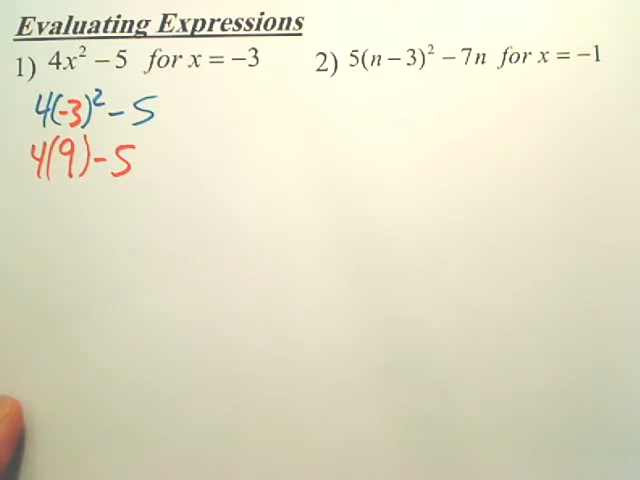 Evaluating Expressions
1) 4x² – 5 for x = –3
4(-3)² - 5
4(9) - 5
2) 5(n – 3)² – 7n for x = –1